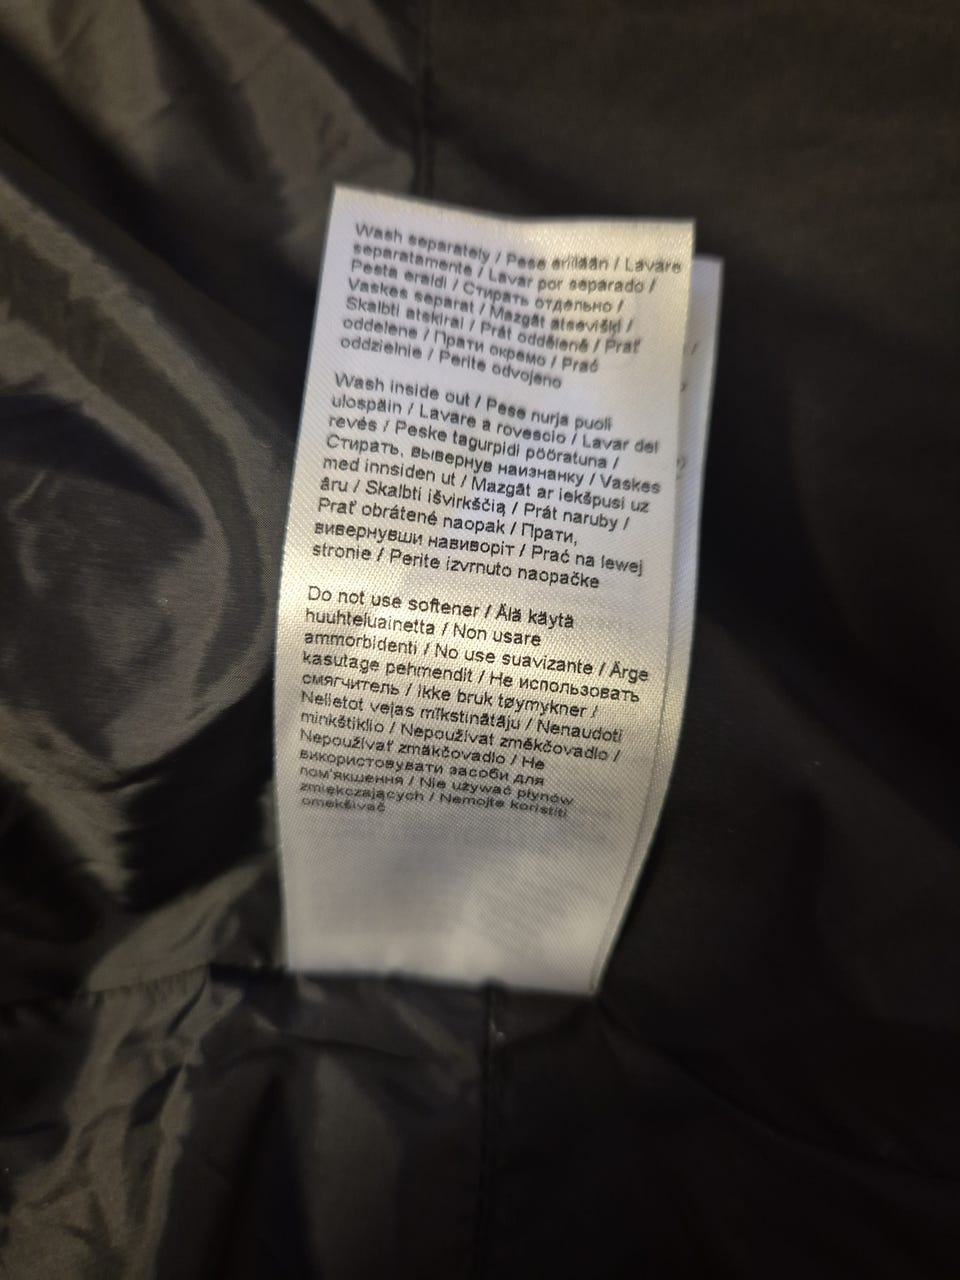 Wash separately / Pese erillään / Lavare
separatamente / Lavar por separado /
Pesta eraldi / Стирать отдельно /
Vaskes separat / Mazgāt atsevišķi /
Skalbti atskirai / Prát oddělené / Prať
oddelene / Прати окремо / Prać
oddzielnie / Perite odvojeno
Wash inside out / Pese nurja puoli
ulospäin / Lavare a rovescio / Lavar del
revés / Peske tagurpidi pööratuna /
Стирать, вывернув наизнанку / Vaskes
med innsiden ut / Mazgāt ar iekšpusi uz
āru / Skalbti išvirkščią / Prát naruby /
Prať obrátené naopak / Прати,
вивернувши навиворіт / Prać na lewej
stronie / Perite izvrnuto naopačke
Do not use softener / Älä käytä
huuhteluainetta / Non usare
ammorbidenti / No use suavizante / Ärge
kasutage pehmendit / Не использовать
смягчитель / Ikke bruk tøymykner /
Nelietot veļas mīkstinātāju / Nenaudoti
minkštiklio / Nepoužívat změkčovadlo /
Nepoužívať zmäkčovadlo / Не
використовувати засоби для
пом'якшення / Nie używać płynów
zmiękczających / Nemojte koristiti
omekšivač